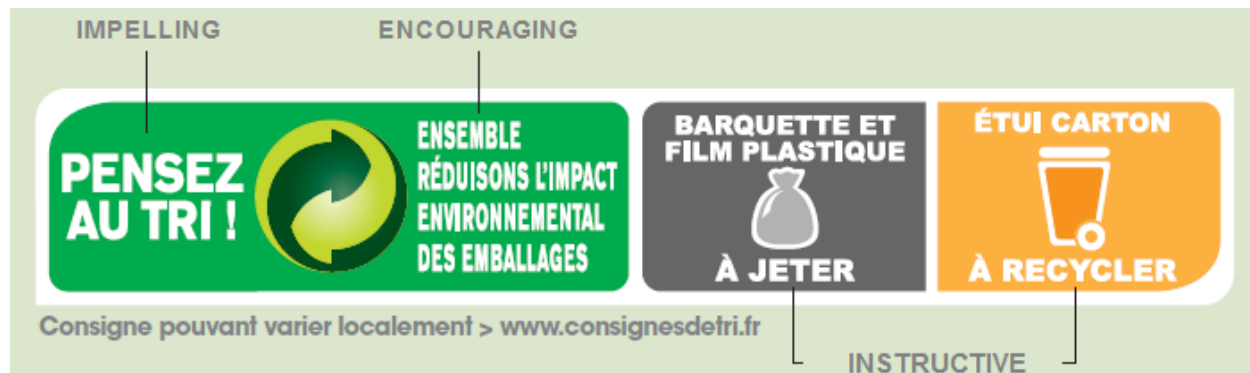 IMPELLING
ENCOURAGING
PENSEZ
AU TRI !
ENSEMBLE
RÉDUISONS L'IMPACT
ENVIRONNEMENTAL
DES EMBALLAGES
BARQUETTE ET
FILM PLASTIQUE
À JETER
ÉTUI CARTON
À RECYCLER
Consigne pouvant varier localement > www.consignesdetri.fr
INSTRUCTIVE